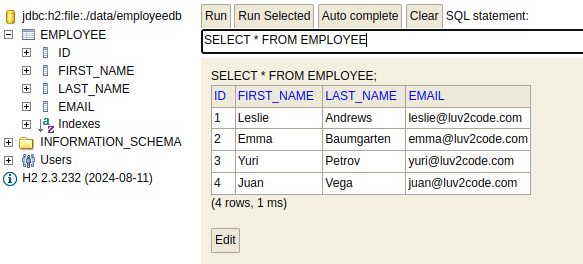 jdbc:h2:file:./data/employeedb
EMPLOYEE
ID
FIRST_NAME
LAST_NAME
EMAIL
Indexes
INFORMATION_SCHEMA
Users
H2 2.3.232 (2024-08-11)
Run Run Selected Auto complete Clear SQL statement:
SELECT * FROM EMPLOYEE
SELECT * FROM EMPLOYEE;
ID FIRST_NAME LAST_NAME EMAIL
1 Leslie Andrews leslie@luv2code.com
2 Emma Baumgarten emma@luv2code.com
3 Yuri Petrov yuri@luv2code.com
4 Juan Vega juan@luv2code.com
(4 rows, 1 ms)
Edit